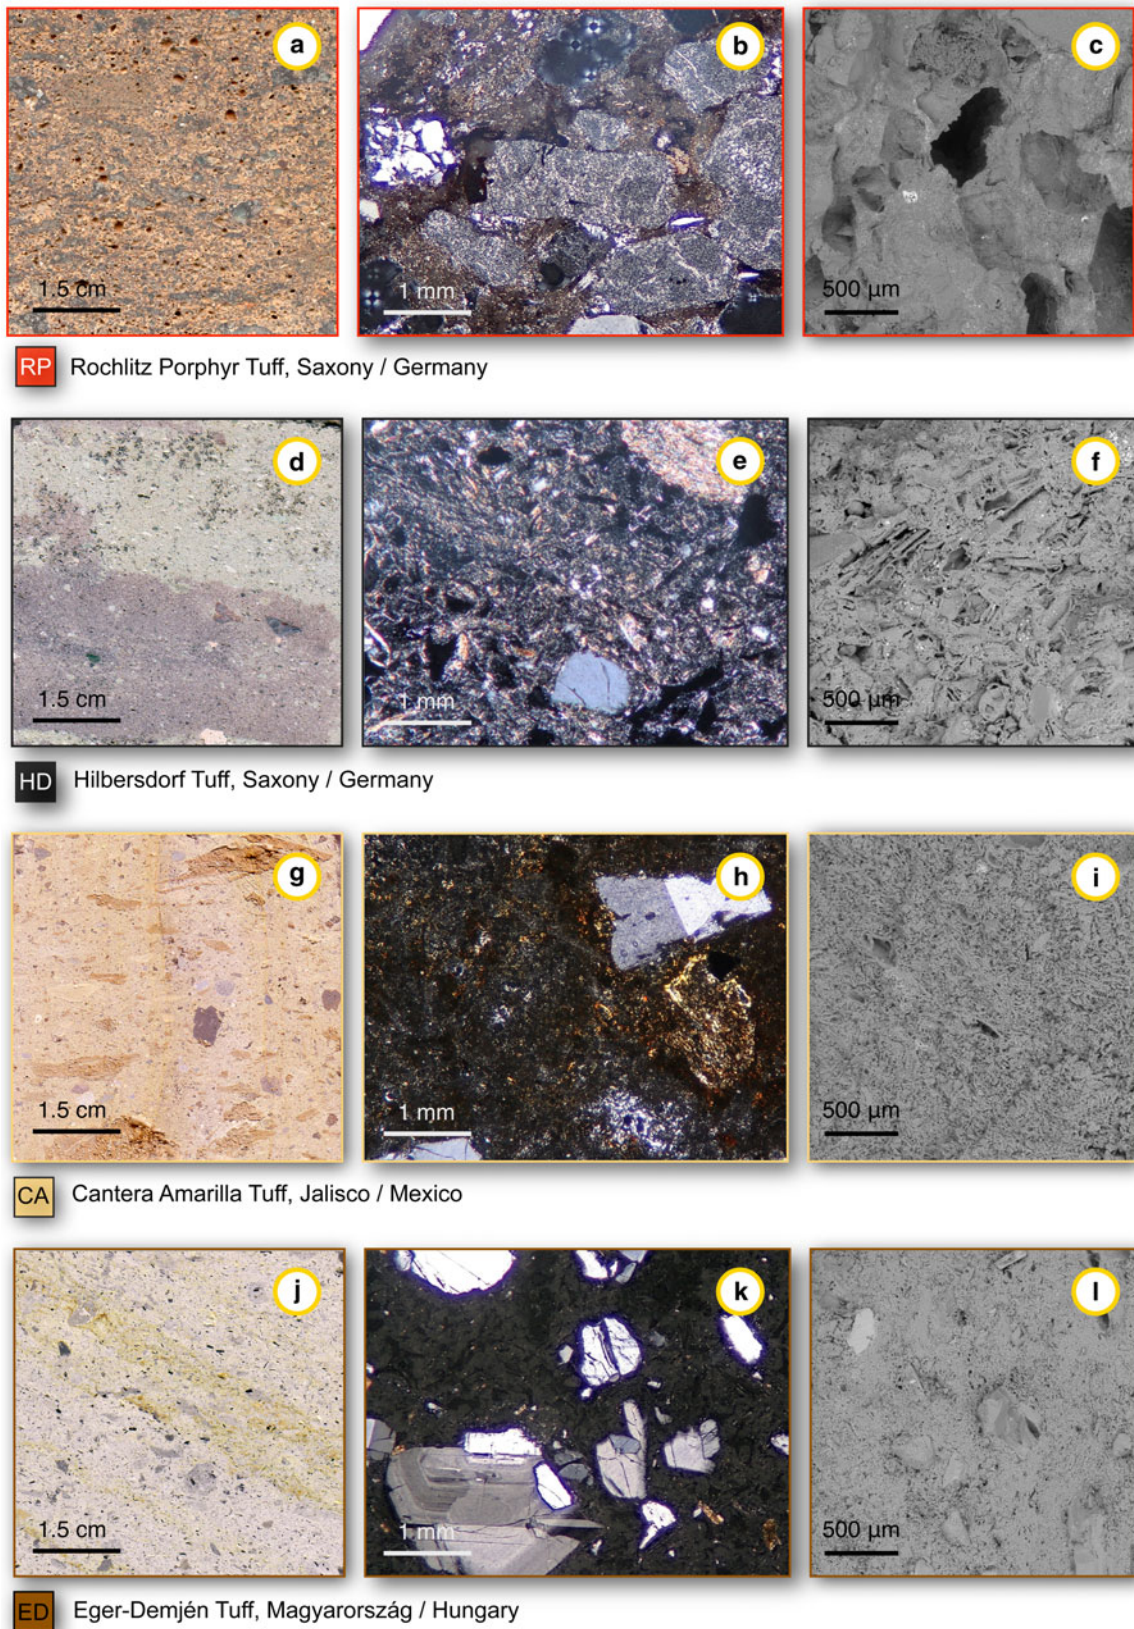 a
b
c
1.5 cm
1 mm
500 µm
RP Rochlitz Porphyr Tuff, Saxony / Germany
d
e
f
1.5 cm
1 mm
500 µm
HD Hilbersdorf Tuff, Saxony / Germany
g
h
i
1.5 cm
1 mm
500 µm
CA Cantera Amarilla Tuff, Jalisco / Mexico
j
k
l
1.5 cm
1 mm
500 µm
ED Eger-Demjén Tuff, Magyarország / Hungary